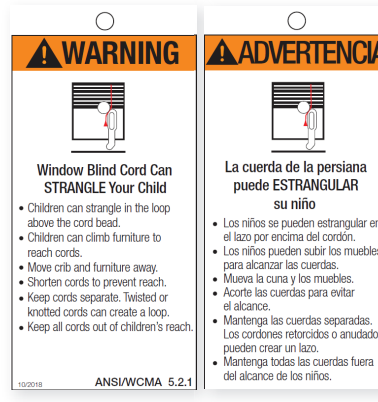 WARNING
Window Blind Cord Can
STRANGLE Your Child
• Children can strangle in the loop
above the cord bead.
• Children can climb furniture to
reach cords.
• Move crib and furniture away.
• Shorten cords to prevent reach.
• Keep cords separate. Twisted or
knotted cords can create a loop.
• Keep all cords out of children's reach.
10/2018
ANSI/WCMA 5.2.1
ADVERTENCIA
La cuerda de la persiana
puede ESTRANGULAR
su niño
• Los niños se pueden estrangular en
el lazo por encima del cordón.
• Los niños pueden subir los muebles
para alcanzar las cuerdas.
• Mueva la cuna y los muebles.
• Acorte las cuerdas para evitar
el alcance.
• Mantenga las cuerdas separadas.
Los cordones retorcidos o anudado
pueden crear un lazo.
• Mantenga todas las cuerdas fuera
del alcance de los niños.